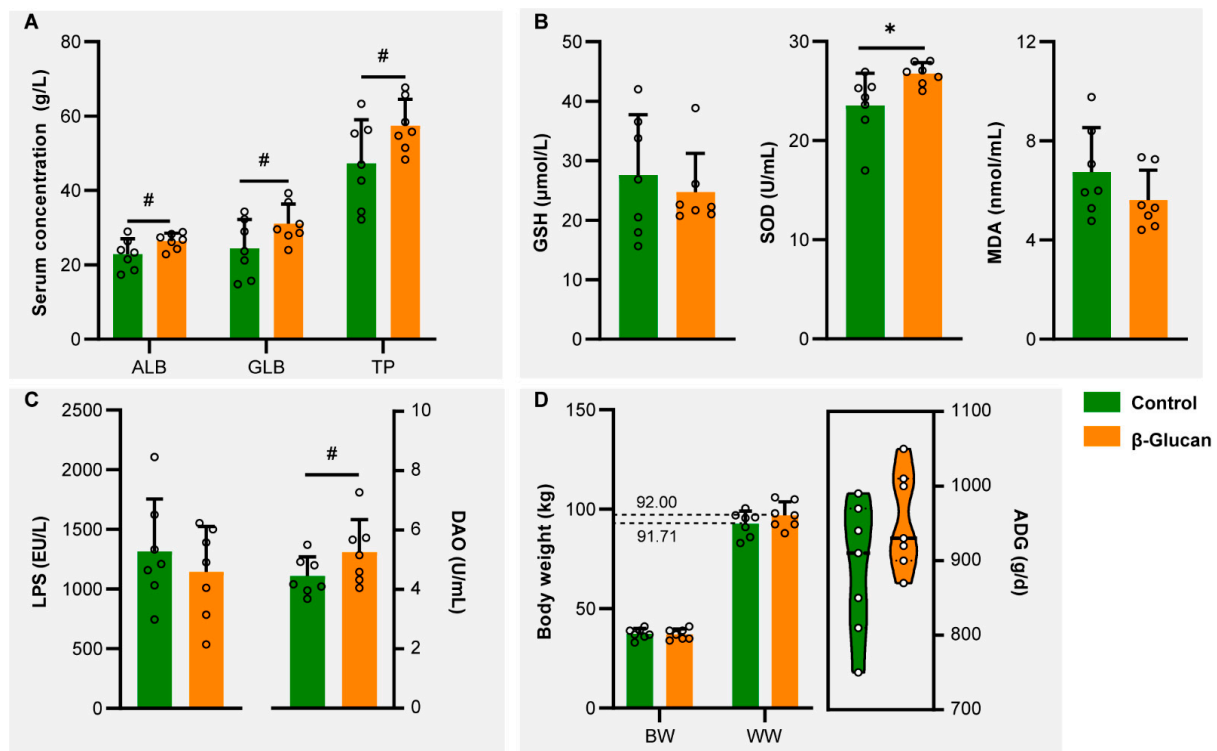 A
Serum concentration (g/L)
80
60
40
20
0
#
#
#
ALB
GLB
TP
B
GSH (μmol/L)
50
40
30
20
10
0
SOD (U/mL)
30
20
10
0
*
MDA (nmol/mL)
12
8
4
0
C
LPS (EU/L)
2500
2000
1500
1000
500
0
#
10
8
6
4
2
0
DAO (U/mL)
D
Body weight (kg)
150
100
50
0
92.00
91.71
BW
WW
1100
1000
900
800
700
ADG (g/d)
Control
β-Glucan